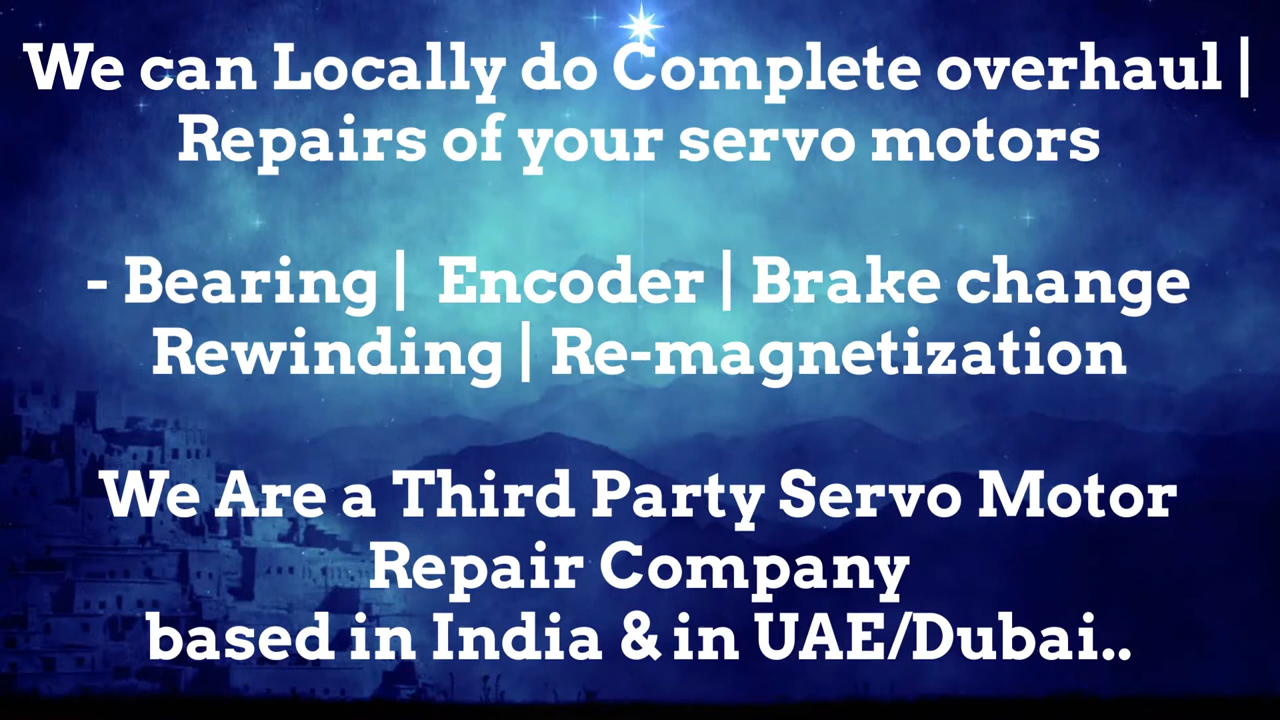 We can Locally do Complete overhaul |
Repairs of your servo motors
- Bearing | Encoder | Brake change
Rewinding | Re-magnetization
We Are a Third Party Servo Motor
Repair Company
based in India & in UAE/Dubai..